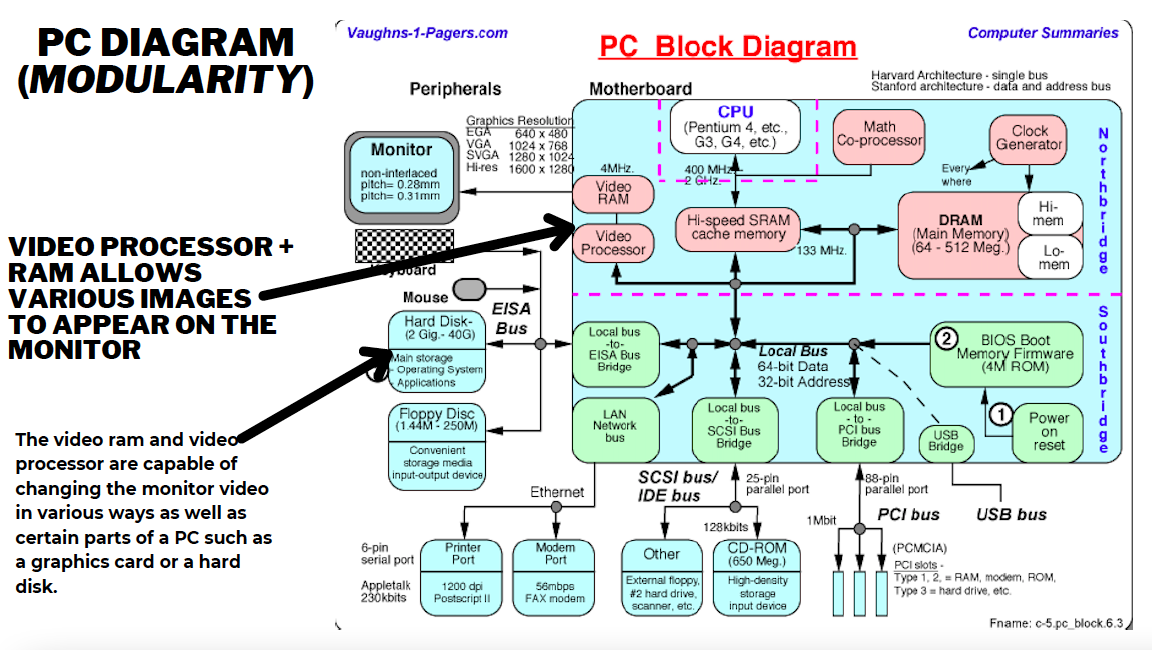 PC DIAGRAM
(MODULARITY)
VIDEO PROCESSOR +
RAM ALLOWS
VARIOUS IMAGES
TO APPEAR ON THE
MONITOR
The video ram and video
processor are capable of
changing the monitor video
in various ways as well as
certain parts of a PC such as
a graphics card or a hard
disk.
Vaughns-1-Pagers.com
PC Block Diagram
Computer Summaries
Harvard Architecture - single bus
Stanford architecture - data and address bus
Peripherals
Motherboard
Graphics Resolution
EGA 640 x 480
VGA 1024 x 768
SVGA 1280 x 1024
Hi-res 1600 x 1280
Monitor
non-interlaced
pitch= 0.28mm
pitch= 0.31mm
Keyboard
Mouse
EISA
Bus
Hard Disk-
(2 Gig.- 40G)
Main storage
- Operating System
- Applications
Floppy Disc
(1.44M - 250M)
Convenient
storage media
input-output device
4MHz.
Video
RAM
Video
Processor
CPU
(Pentium 4, etc.,
G3, G4, etc.)
400 MHz-
2 GHz.
Math
Co-processor
Clock
Generator
Every
where
Hi-speed SRAM
cache memory
133 MHz.
DRAM
(Main Memory)
(64 - 512 Meg.)
Hi-
mem
Lo-
mem
Northbridge
Southbridge
Local bus
-to-
EISA Bus
Bridge
Local Bus
64-bit Data
32-bit Address
2
BIOS Boot
Memory Firmware
(4M ROM)
1
Power
on
reset
LAN
Network
bus
Local bus
-to-
SCSI Bus
Bridge
Local bus
- to -
PCI bus
Bridge
USB
Bridge
Ethernet
SCSI bus/
IDE bus
25-pin
parallel port
88-pin
parallel port
PCI bus
USB bus
128kbits
1Mbit
6-pin
serial port
Appletalk
230kbits
Printer
Port
1200 dpi
Postscript II
Modem
Port
56mbps
FAX modem
Other
External floppy,
#2 hard drive,
scanner, etc.
CD-ROM
(650 Meg.)
High-density
storage
input device
(PCMCIA)
PCI slots -
Type 1, 2, = RAM, modem, ROM,
Type 3 = hard drive, etc.
Fname: c-5.pc_block.6.3